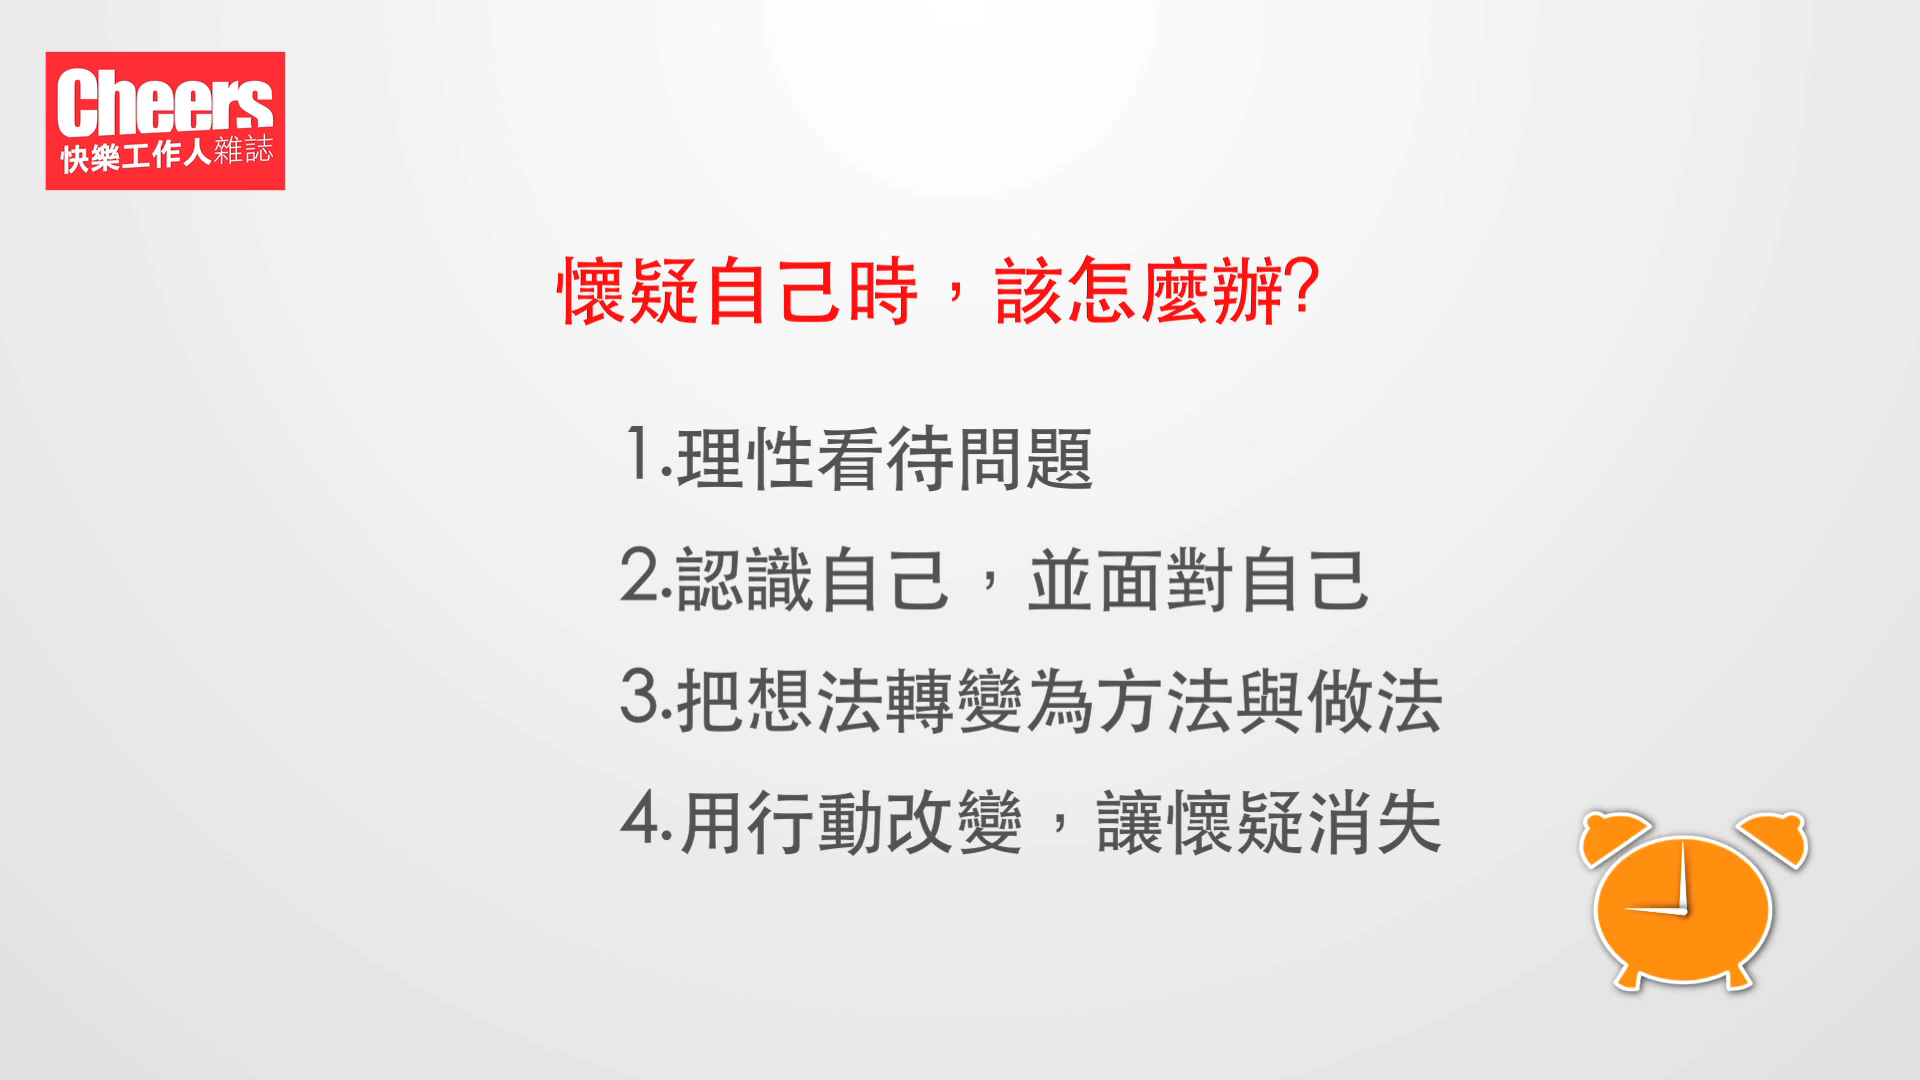 Cheers
快樂工作人雜誌
懷疑自己時，該怎麼辦?
1.理性看待問題
2.認識自己，並面對自己
3.把想法轉變為方法與做法
4.用行動改變，讓懷疑消失